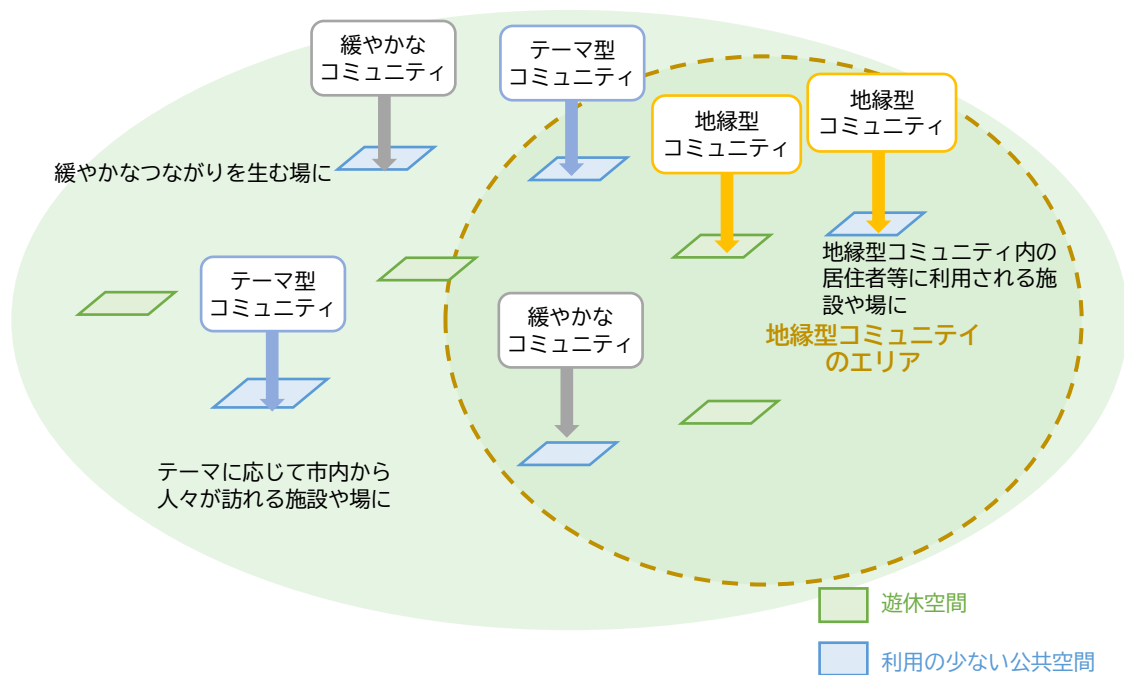 緩やかな
コミュニティ
テーマ型
コミュニティ
地縁型
コミュニティ
地縁型
コミュニティ
緩やかなつながりを生む場に
地縁型コミュニティ内の
居住者等に利用される施
設や場に
テーマ型
コミュニティ
緩やかな
コミュニティ
地縁型コミュニテイ
のエリア
テーマに応じて市内から
人々が訪れる施設や場に
遊休空間
利用の少ない公共空間